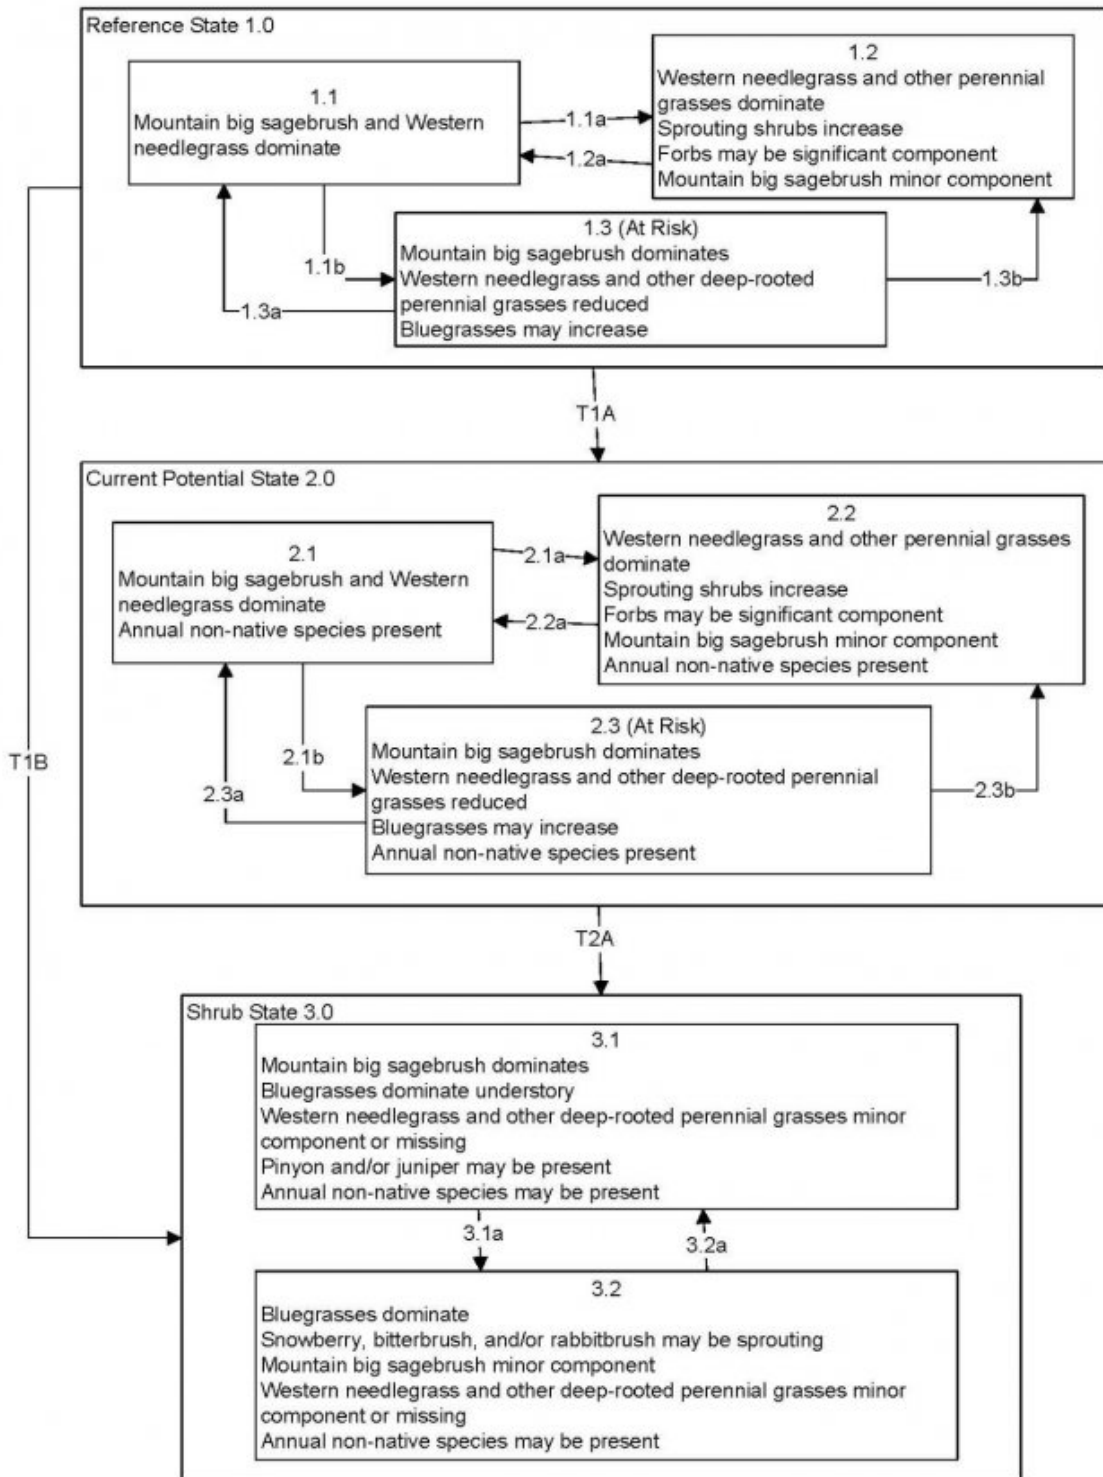 Reference State 1.0
1.1
Mountain big sagebrush and Western
needlegrass dominate
1.1a
1.2a
1.2
Western needlegrass and other perennial
grasses dominate
Sprouting shrubs increase
Forbs may be significant component
Mountain big sagebrush minor component
1.1b
1.3a
1.3 (At Risk)
Mountain big sagebrush dominates
Western needlegrass and other deep-rooted
perennial grasses reduced
Bluegrasses may increase
1.3b
T1A
Current Potential State 2.0
2.1
Mountain big sagebrush and Western
needlegrass dominate
Annual non-native species present
2.1a
2.2a
2.2
Western needlegrass and other perennial grasses
dominate
Sprouting shrubs increase
Forbs may be significant component
Mountain big sagebrush minor component
Annual non-native species present
T1B
2.1b
2.3a
2.3 (At Risk)
Mountain big sagebrush dominates
Western needlegrass and other deep-rooted perennial
grasses reduced
Bluegrasses may increase
Annual non-native species present
2.3b
T2A
Shrub State 3.0
3.1
Mountain big sagebrush dominates
Bluegrasses dominate understory
Western needlegrass and other deep-rooted perennial grasses minor
component or missing
Pinyon and/or juniper may be present
Annual non-native species may be present
3.1a
3.2a
3.2
Bluegrasses dominate
Snowberry, bitterbrush, and/or rabbitbrush may be sprouting
Mountain big sagebrush minor component
Western needlegrass and other deep-rooted perennial grasses minor
component or missing
Annual non-native species may be present